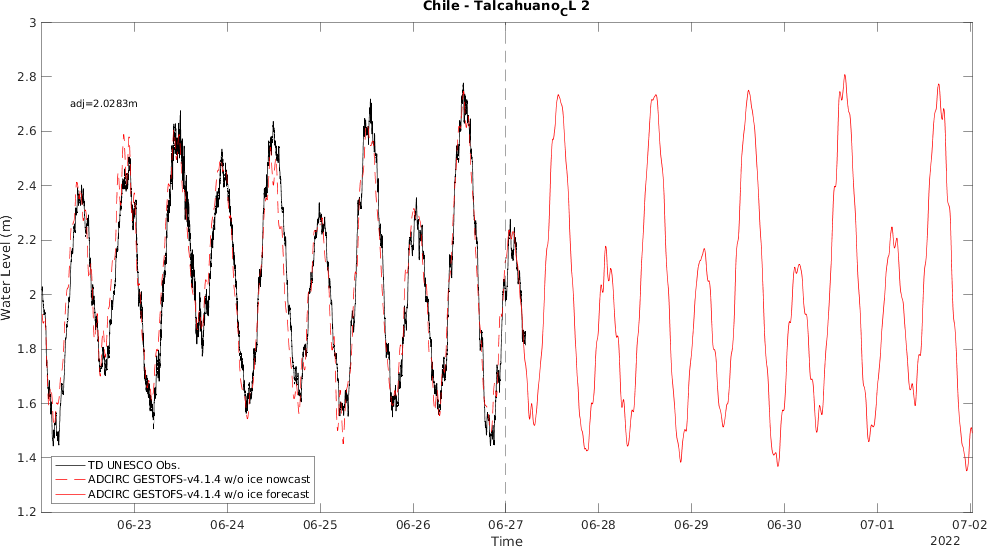 Chile - Talcahuano_CL 2
3
2.8
adj=2.0283m
2.6
2.4
2.2
2
1.8
1.6
1.4
1.2
Water Level (m)
TD UNESCO Obs.
ADCIRC GESTOFS-v4.1.4 w/o ice nowcast
ADCIRC GESTOFS-v4.1.4 w/o ice forecast
06-23 06-24 06-25 06-26 06-27 06-28 06-29 06-30 07-01 07-02
Time
2022